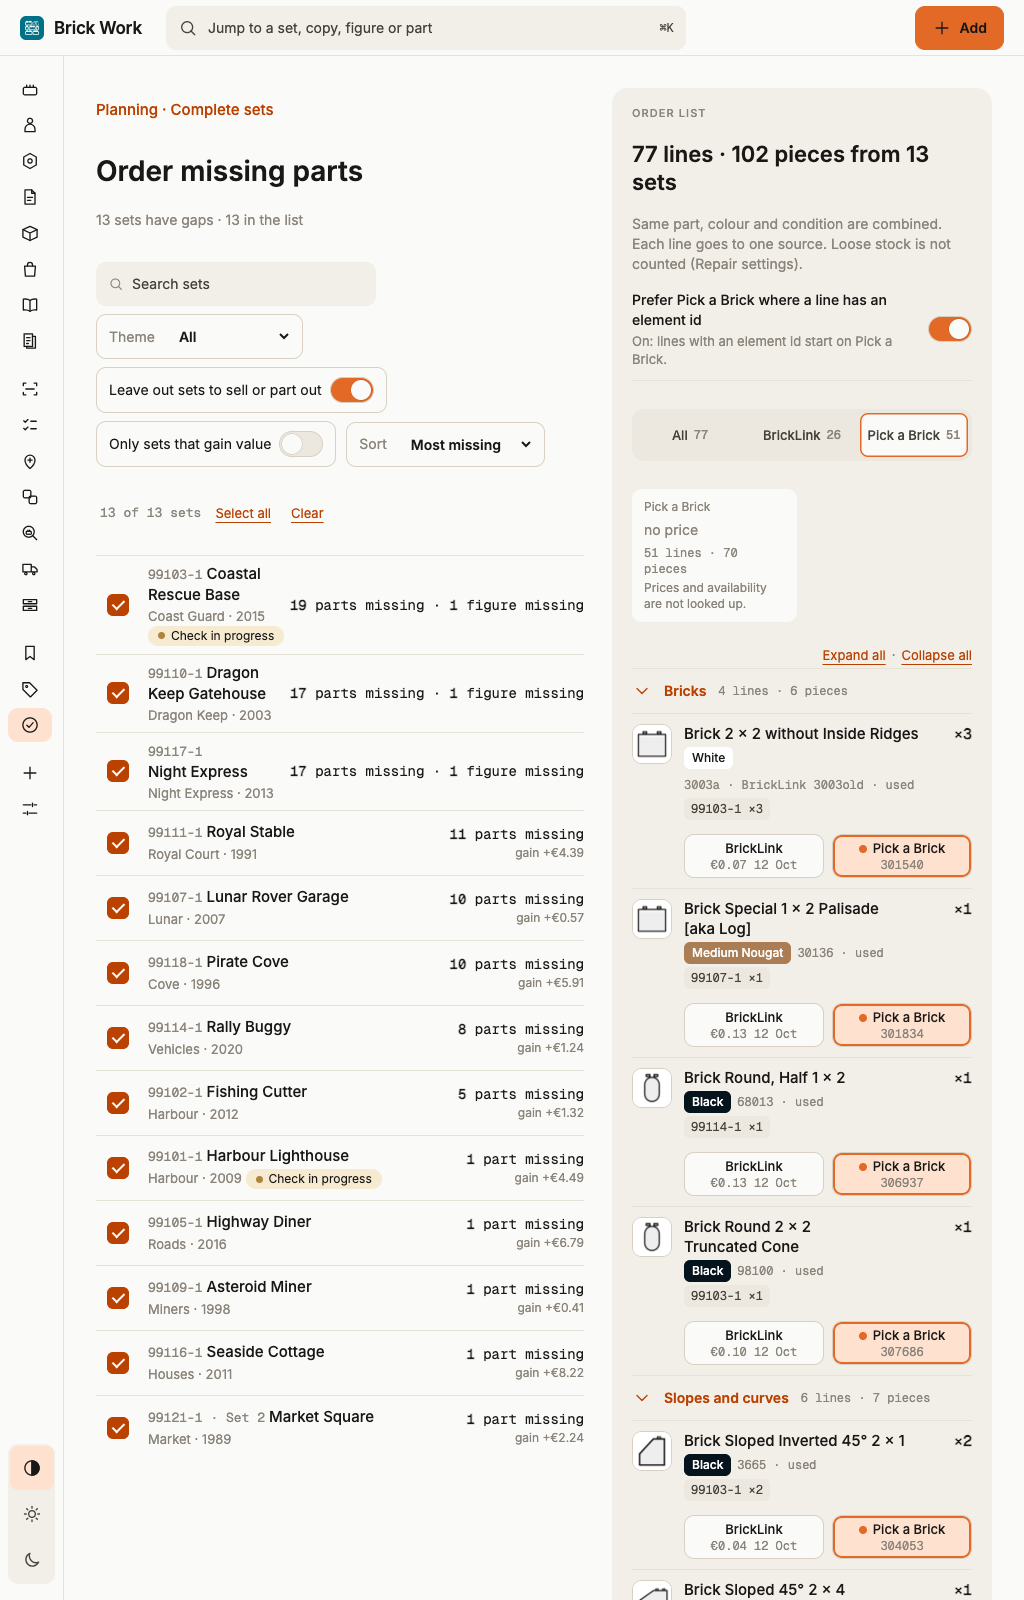 Brick Work
Jump to a set, copy, figure or part
⌘K
+ Add
Planning · Complete sets
Order missing parts
13 sets have gaps · 13 in the list
Search sets
Theme All
Leave out sets to sell or part out
Only sets that gain value
Sort Most missing
13 of 13 sets Select all Clear
99103-1 Coastal
Rescue Base
Coast Guard · 2015
Check in progress
19 parts missing · 1 figure missing
99110-1 Dragon
Keep Gatehouse
Dragon Keep · 2003
17 parts missing · 1 figure missing
99117-1
Night Express
Night Express · 2013
17 parts missing · 1 figure missing
99111-1 Royal Stable
Royal Court · 1991
11 parts missing
gain +€4.39
99107-1 Lunar Rover Garage
Lunar · 2007
10 parts missing
gain +€0.57
99118-1 Pirate Cove
Cove · 1996
10 parts missing
gain +€5.91
99114-1 Rally Buggy
Vehicles · 2020
8 parts missing
gain +€1.24
99102-1 Fishing Cutter
Harbour · 2012
5 parts missing
gain +€1.32
99101-1 Harbour Lighthouse
Harbour · 2009 Check in progress
1 part missing
gain +€4.49
99105-1 Highway Diner
Roads · 2016
1 part missing
gain +€6.79
99109-1 Asteroid Miner
Miners · 1998
1 part missing
gain +€0.41
99116-1 Seaside Cottage
Houses · 2011
1 part missing
gain +€8.22
99121-1 · Set 2 Market Square
Market · 1989
1 part missing
gain +€2.24
ORDER LIST
77 lines · 102 pieces from 13
sets
Same part, colour and condition are combined.
Each line goes to one source. Loose stock is not
counted (Repair settings).
Prefer Pick a Brick where a line has an
element id
On: lines with an element id start on Pick a
Brick.
All 77
BrickLink 26
Pick a Brick 51
Pick a Brick
no price
51 lines · 70
pieces
Prices and availability
are not looked up.
Expand all · Collapse all
Bricks 4 lines · 6 pieces
Brick 2 × 2 without Inside Ridges ×3
White
3003a · BrickLink 3003old · used
99103-1 ×3
BrickLink
€0.07 12 Oct
Pick a Brick
301540
Brick Special 1 × 2 Palisade ×1
[aka Log]
Medium Nougat 30136 · used
99107-1 ×1
BrickLink
€0.13 12 Oct
Pick a Brick
301834
Brick Round, Half 1 × 2 ×1
Black 68013 · used
99114-1 ×1
BrickLink
€0.13 12 Oct
Pick a Brick
306937
Brick Round 2 × 2 ×1
Truncated Cone
Black 98100 · used
99103-1 ×1
BrickLink
€0.10 12 Oct
Pick a Brick
307686
Slopes and curves 6 lines · 7 pieces
Brick Sloped Inverted 45° 2 × 1 ×2
Black 3665 · used
99103-1 ×2
BrickLink
€0.04 12 Oct
Pick a Brick
304053
Brick Sloped 45° 2 × 4 ×1